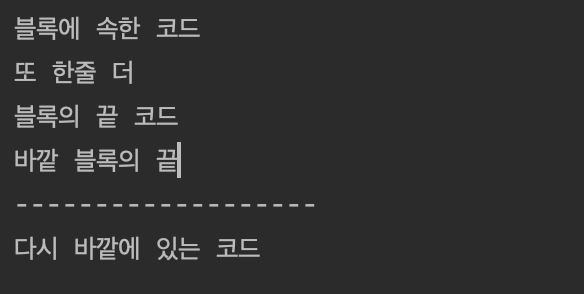 블록에 속한 코드
또 한줄 더
블록의 끝 코드
바깥 블록의 끝
-------------------
다시 바깥에 있는 코드